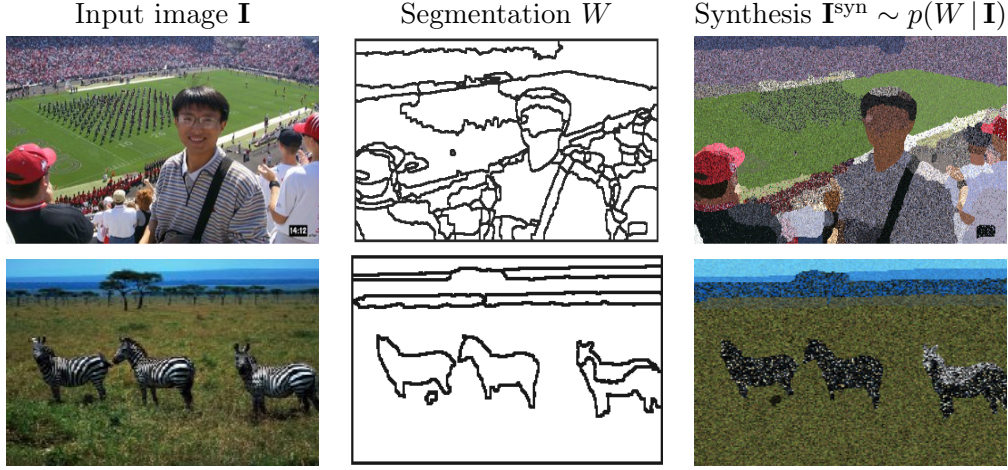 Input image I
Segmentation W
Synthesis I^syn ∼ p(W | I)
14:12